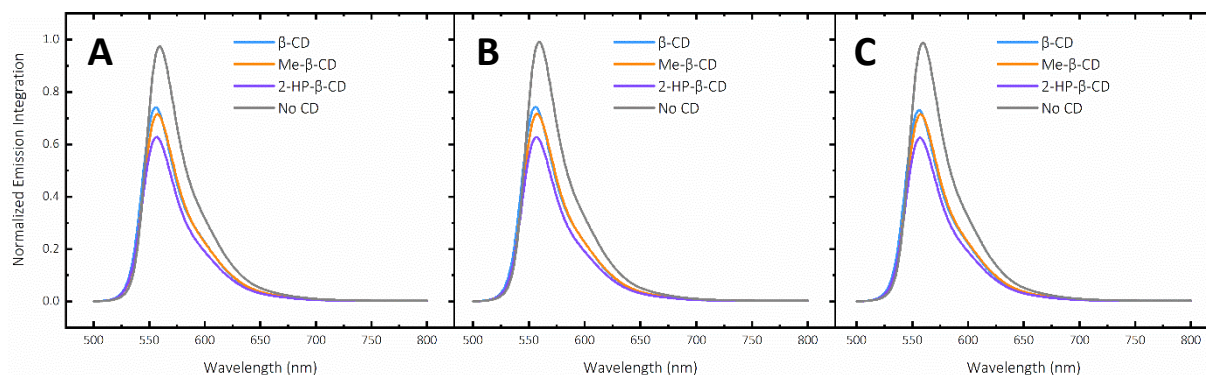 Normalized Emission Integration
1.0
0.8
0.6
0.4
0.2
0.0
A
β-CD
Me-β-CD
2-HP-β-CD
No CD
500 550 600 650 700 750 800
Wavelength (nm)
B
β-CD
Me-β-CD
2-HP-β-CD
No CD
500 550 600 650 700 750 800
Wavelength (nm)
C
β-CD
Me-β-CD
2-HP-β-CD
No CD
500 550 600 650 700 750 800
Wavelength (nm)